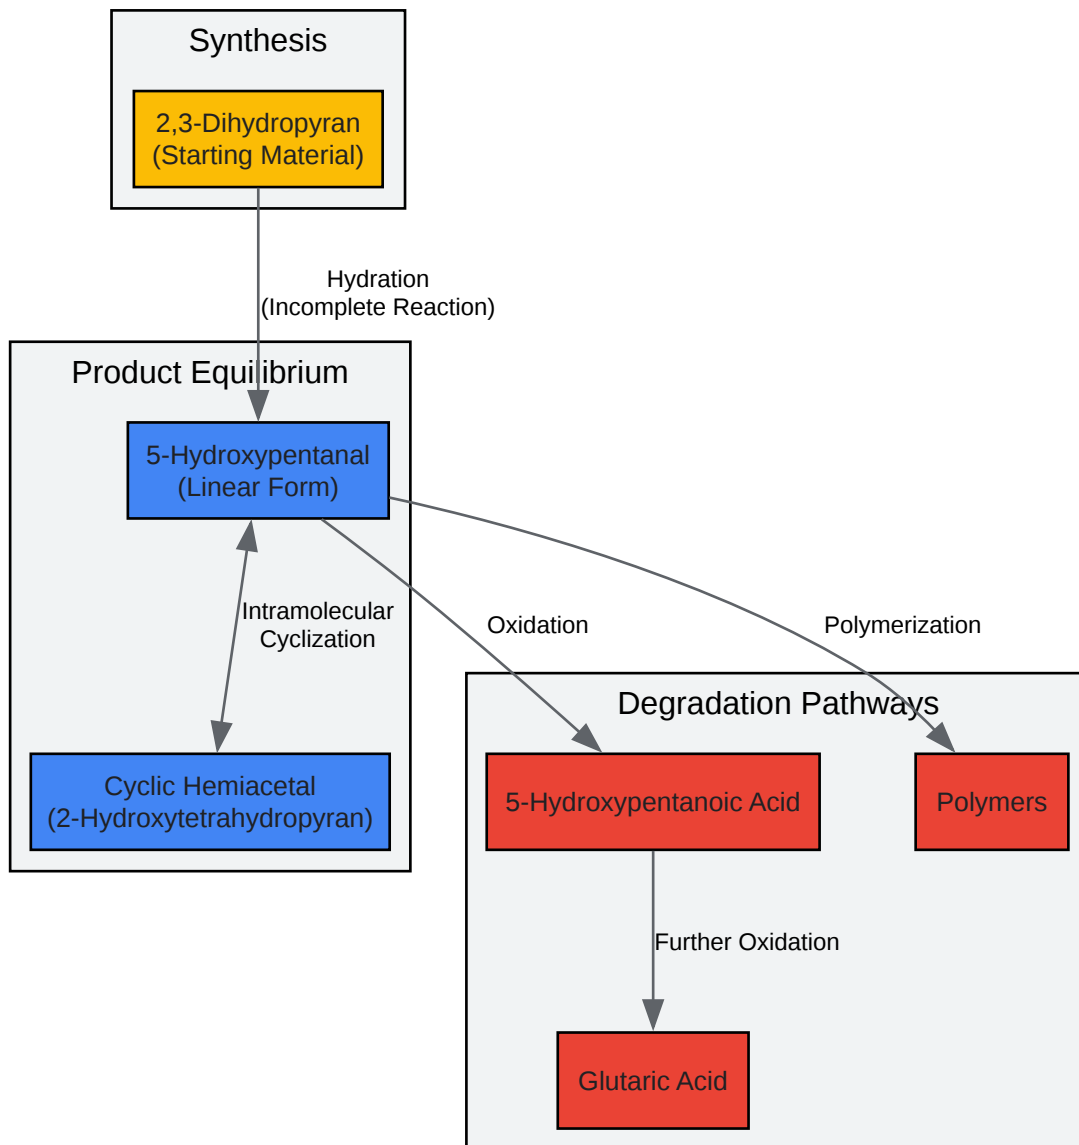 Synthesis
2,3-Dihydropyran
(Starting Material)
Hydration
(Incomplete Reaction)
Product Equilibrium
5-Hydroxypentanal
(Linear Form)
Intramolecular
Cyclization
Oxidation
Polymerization
Cyclic Hemiacetal
(2-Hydroxytetrahydropyran)
Degradation Pathways
5-Hydroxypentanoic Acid
Polymers
Further Oxidation
Glutaric Acid